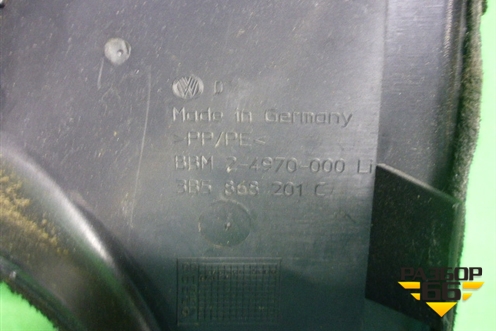 D
Made in Germany
>PP/PE<
BBM 2-4970-000 Li
3B5 868 201 C
РАЗБОР
66